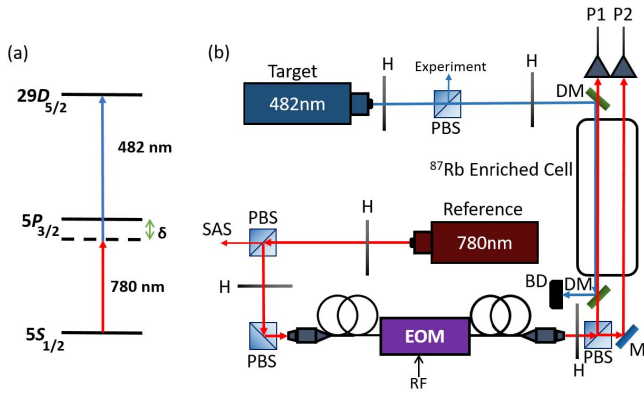 (a)
29D5/2
482 nm
5P3/2
δ
780 nm
5S1/2
(b)
P1 P2
Target
482nm
H
Experiment
PBS
H
DM
87Rb Enriched Cell
Reference
780nm
H
PBS
SAS
H
PBS
EOM
RF
BD
DM
H
PBS
M